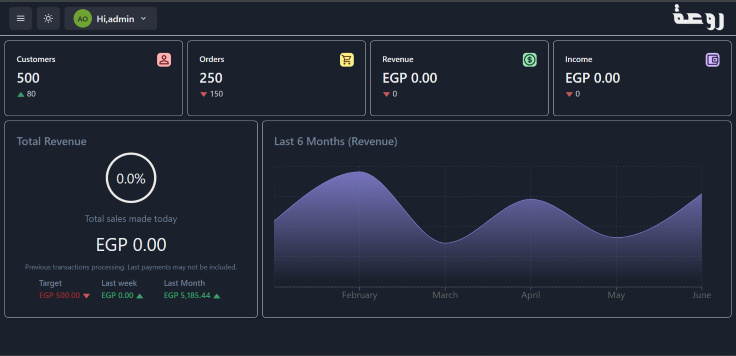 AO Hi,admin
روعة
Customers
500
80
Orders
250
150
Revenue
EGP 0.00
0
Income
EGP 0.00
0
Total Revenue
0.0%
Total sales made today
EGP 0.00
Previous transactions processing. Last payments may not be included.
Target Last week Last Month
EGP 500.00 EGP 0.00 EGP 5,185.44
Last 6 Months (Revenue)
February March April May June